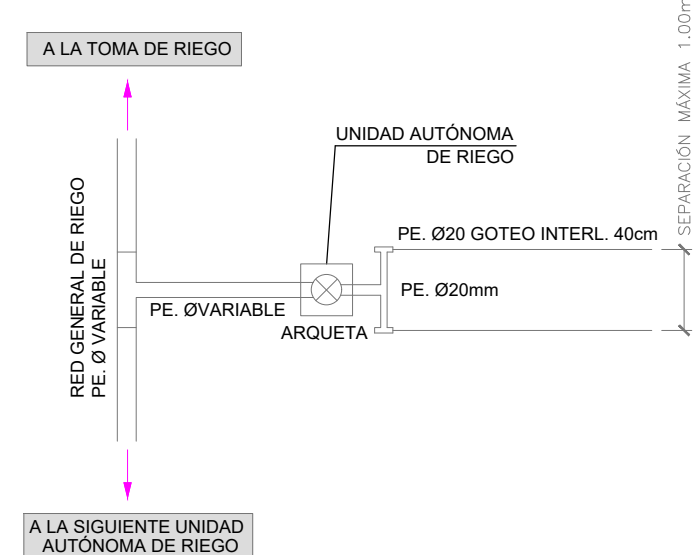 A LA TOMA DE RIEGO
UNIDAD AUTÓNOMA
DE RIEGO
SEPARACIÓN MÁXIMA 1.00m
RED GENERAL DE RIEGO
PE. Ø VARIABLE
PE. Ø20 GOTEO INTERL. 40cm
PE. Ø20mm
PE. ØVARIABLE
ARQUETA
A LA SIGUIENTE UNIDAD
AUTÓNOMA DE RIEGO